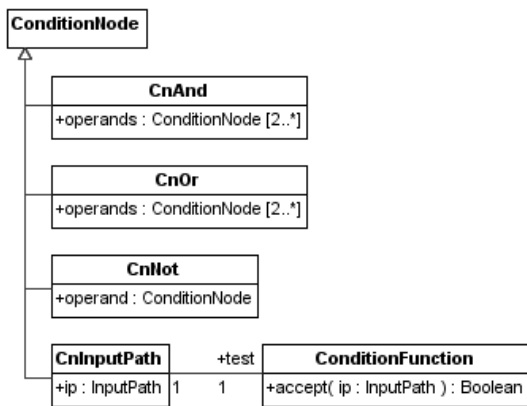 ConditionNode
CnAnd
+operands : ConditionNode [2..*]
CnOr
+operands : ConditionNode [2..*]
CnNot
+operand : ConditionNode
CnInputPath
+ip : InputPath
+test
1
1
ConditionFunction
+accept( ip : InputPath ) : Boolean